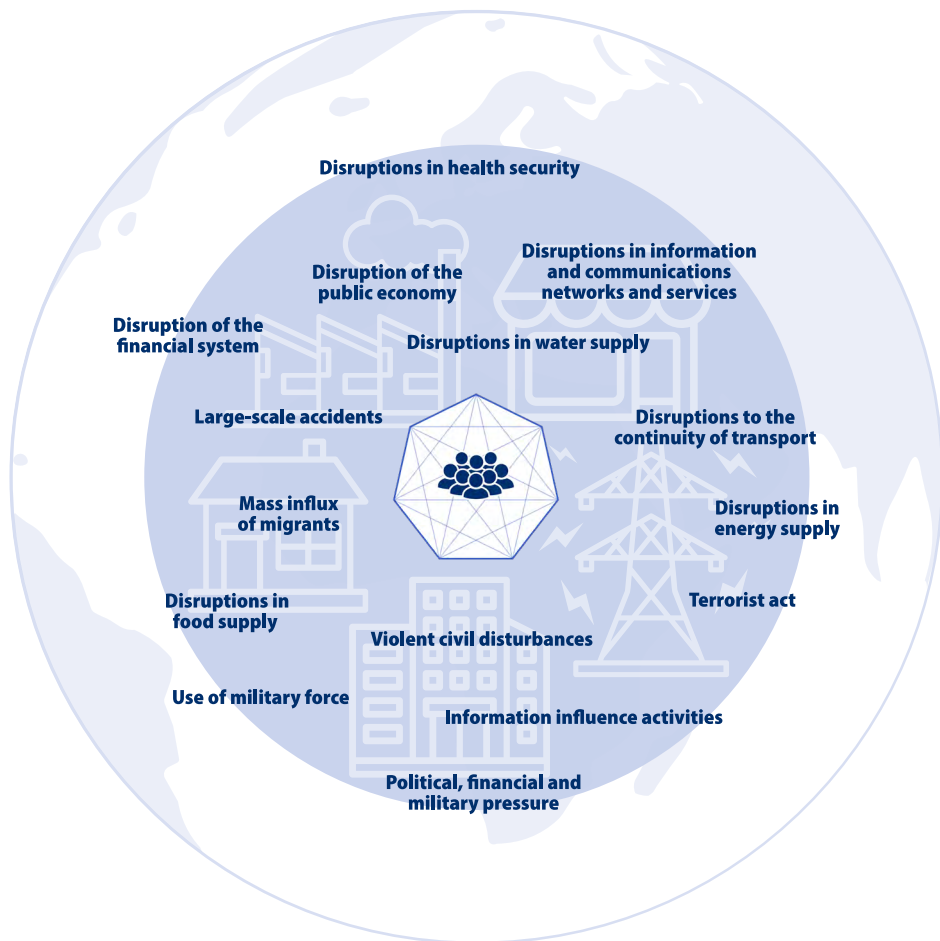 Disruptions in health security
Disruptions in information
and communications
networks and services
Disruption of the
public economy
Disruption of the
financial system
Disruptions in water supply
Large-scale accidents
Disruptions to the
continuity of transport
Mass influx
of migrants
Disruptions in
energy supply
Disruptions in
food supply
Terrorist act
Violent civil disturbances
Use of military force
Information influence activities
Political, financial and
military pressure